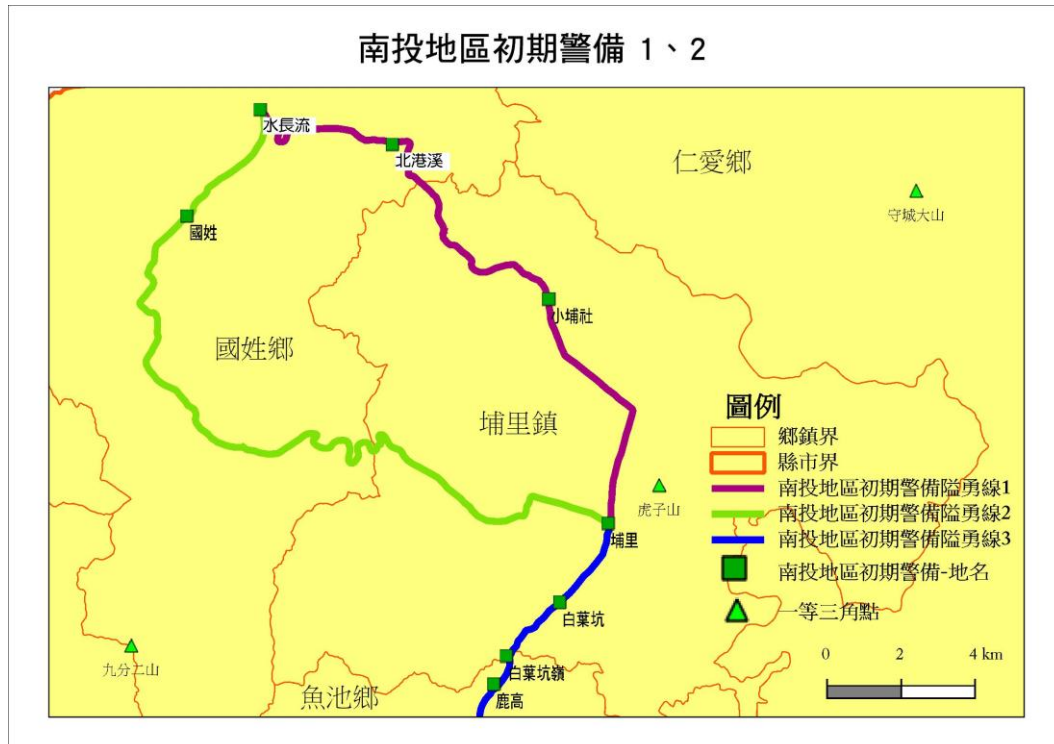 南投地區初期警備 1、2
水長流
北港溪
仁愛鄉
守城大山
國姓
小埔社
國姓鄉
埔里鎮
虎子山
埔里
白葉坑
九分二山
白葉坑嶺
鹿高
魚池鄉
圖例
鄉鎮界
縣市界
南投地區初期警備隘勇線1
南投地區初期警備隘勇線2
南投地區初期警備隘勇線3
南投地區初期警備-地名
一等三角點
0 2 4 km